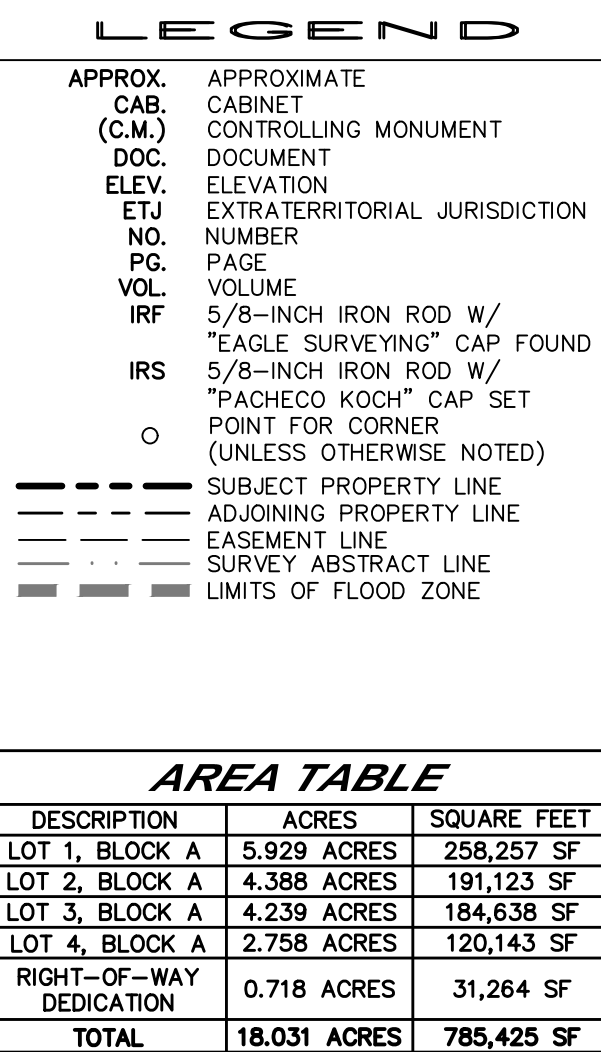 LEGEND
APPROX. APPROXIMATE
CAB. CABINET
(C.M.) CONTROLLING MONUMENT
DOC. DOCUMENT
ELEV. ELEVATION
ETJ EXTRATERRITORIAL JURISDICTION
NO. NUMBER
PG. PAGE
VOL. VOLUME
IRF 5/8-INCH IRON ROD W/
"EAGLE SURVEYING" CAP FOUND
IRS 5/8-INCH IRON ROD W/
"PACHECO KOCH" CAP SET
POINT FOR CORNER
(UNLESS OTHERWISE NOTED)
SUBJECT PROPERTY LINE
ADJOINING PROPERTY LINE
EASEMENT LINE
SURVEY ABSTRACT LINE
LIMITS OF FLOOD ZONE
AREA TABLE
DESCRIPTION ACRES SQUARE FEET
LOT 1, BLOCK A 5.929 ACRES 258,257 SF
LOT 2, BLOCK A 4.388 ACRES 191,123 SF
LOT 3, BLOCK A 4.239 ACRES 184,638 SF
LOT 4, BLOCK A 2.758 ACRES 120,143 SF
RIGHT-OF-WAY
DEDICATION 0.718 ACRES 31,264 SF
TOTAL 18.031 ACRES 785,425 SF